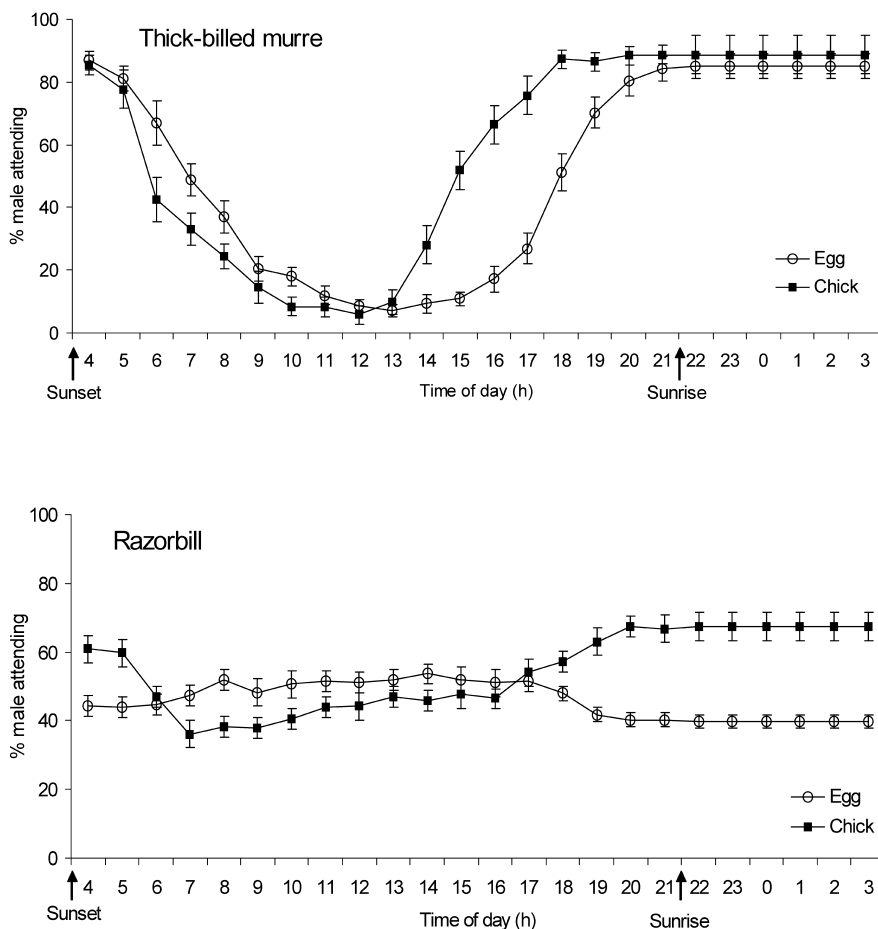 Thick-billed murre
% male attending
100
80
60
40
20
0
Egg
Chick
4 5 6 7 8 9 10 11 12 13 14 15 16 17 18 19 20 21 22 23 0 1 2 3
Sunset
Time of day (h)
Sunrise
Razorbill
% male attending
100
80
60
40
20
0
Egg
Chick
4 5 6 7 8 9 10 11 12 13 14 15 16 17 18 19 20 21 22 23 0 1 2 3
Sunset
Time of day (h)
Sunrise